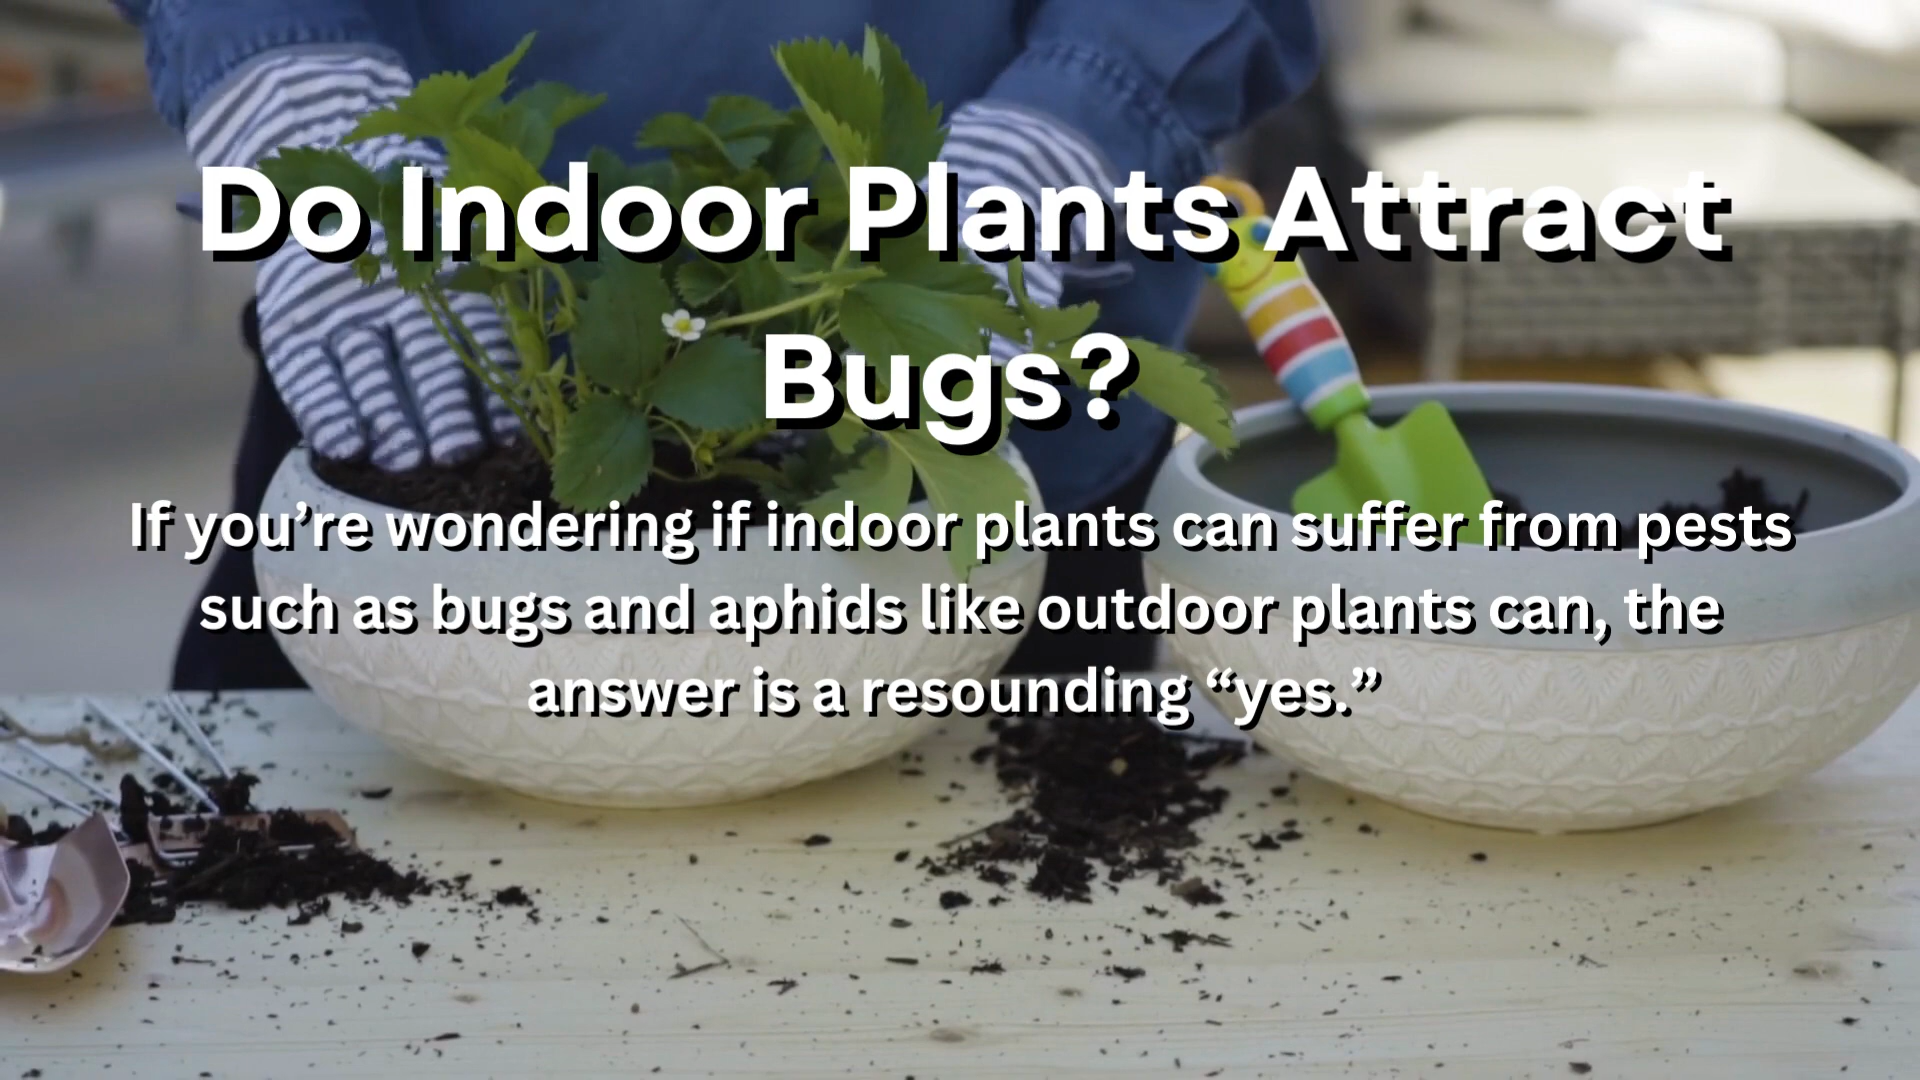 Do Indoor Plants Attract
Bugs?
If you’re wondering if indoor plants can suffer from pests
such as bugs and aphids like outdoor plants can, the
answer is a resounding “yes.”